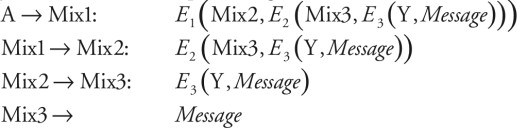 A → Mix1: E₁(Mix2, E₂(Mix3, E₃(Y, Message)))
Mix1 → Mix2: E₂(Mix3, E₃(Y, Message))
Mix2 → Mix3: E₃(Y, Message)
Mix3 → Message